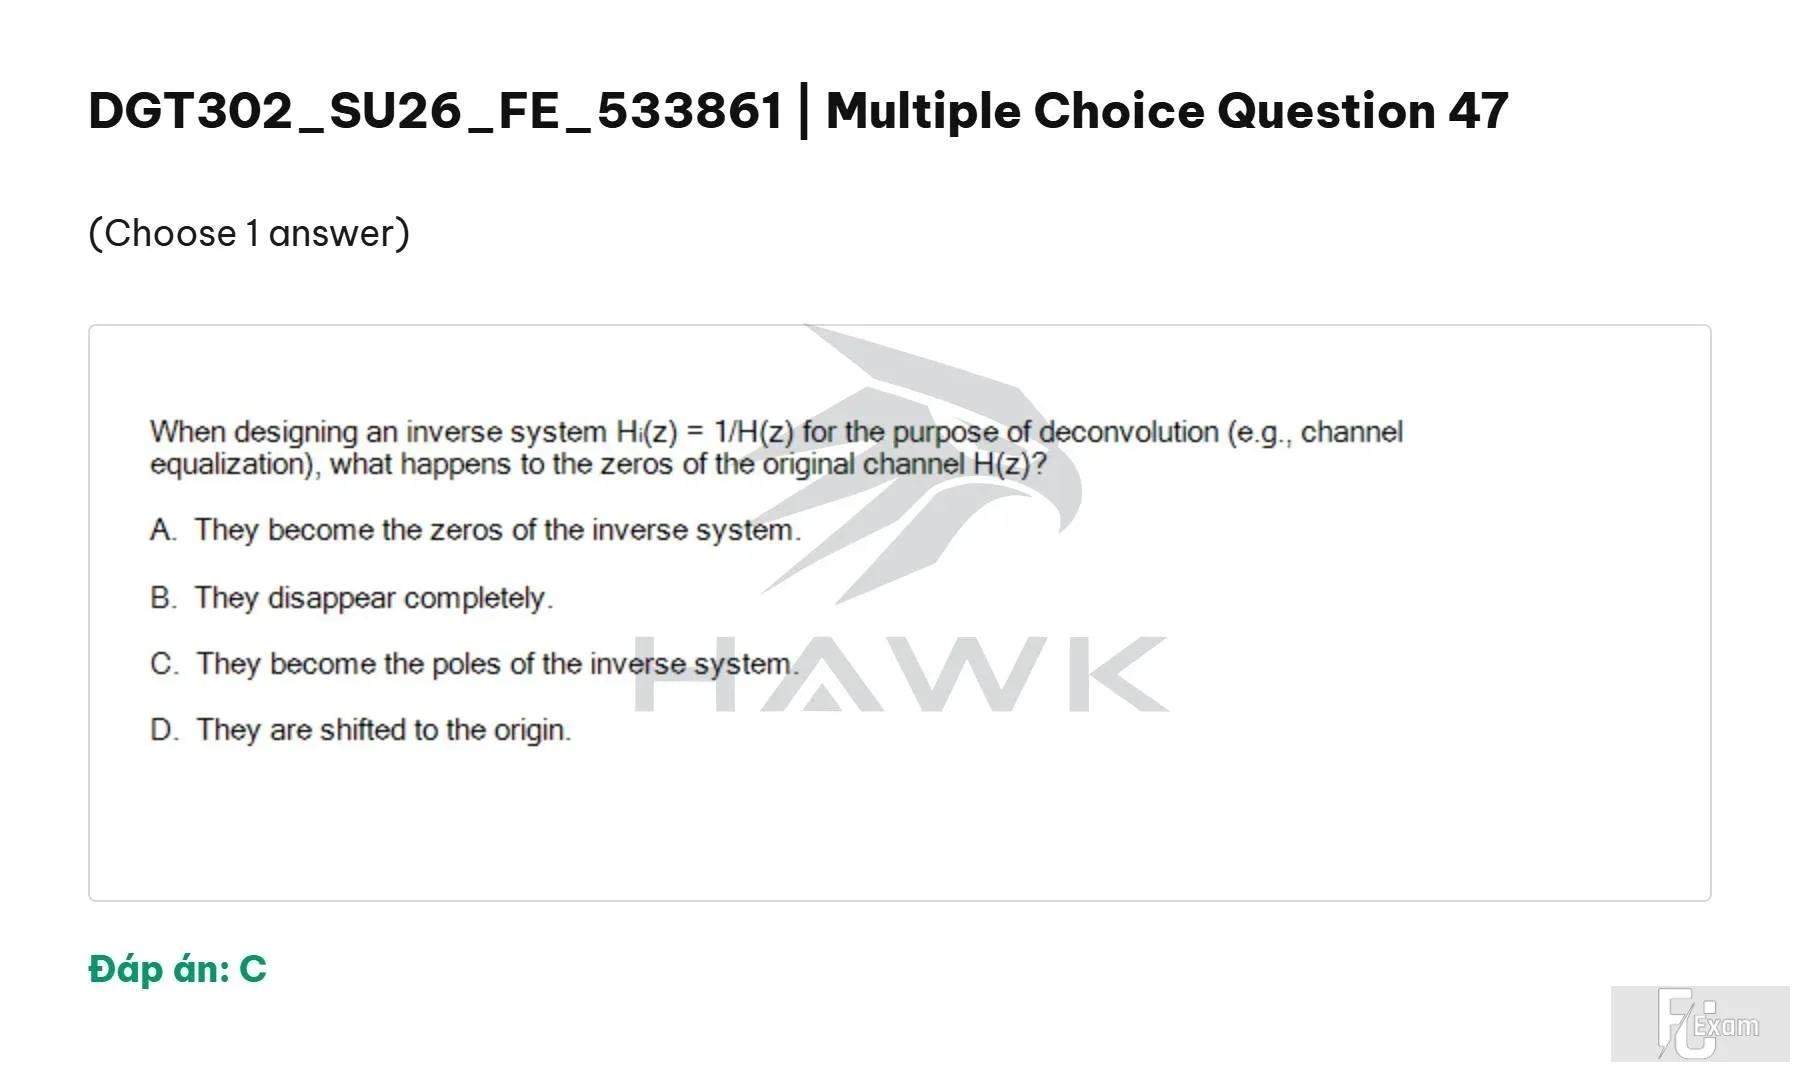 DGT302_SU26_FE_533861 | Multiple Choice Question 47
(Choose 1 answer)
When designing an inverse system Hᵢ(z) = 1/H(z) for the purpose of deconvolution (e.g., channel
equalization), what happens to the zeros of the original channel H(z)?
A. They become the zeros of the inverse system.
B. They disappear completely.
C. They become the poles of the inverse system.
D. They are shifted to the origin.
HAWK
Đáp án: C
FU Exam